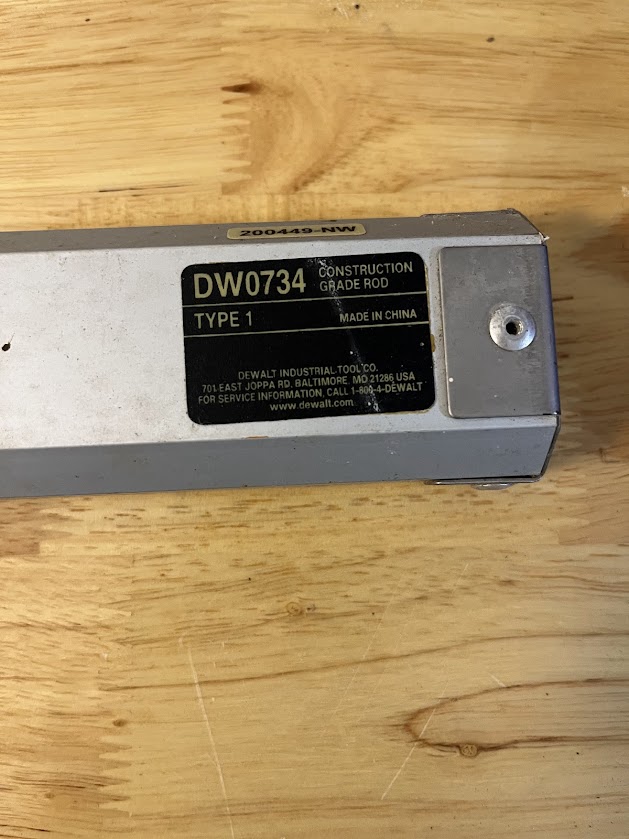 200449-NW
DW0734 CONSTRUCTION
GRADE ROD
TYPE 1 MADE IN CHINA
DEWALT INDUSTRIAL TOOL CO.
701 EAST JOPPA RD. BALTIMORE, MD 21286 USA
FOR SERVICE INFORMATION, CALL 1-800-4-DEWALT
www.dewalt.com